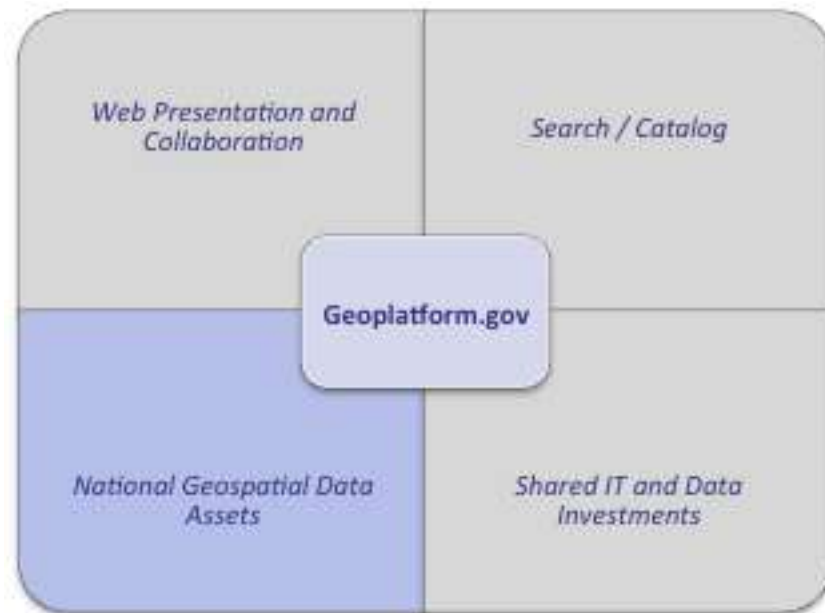 Web Presentation and
Collaboration
Search / Catalog
Geoplatform.gov
National Geospatial Data
Assets
Shared IT and Data
Investments